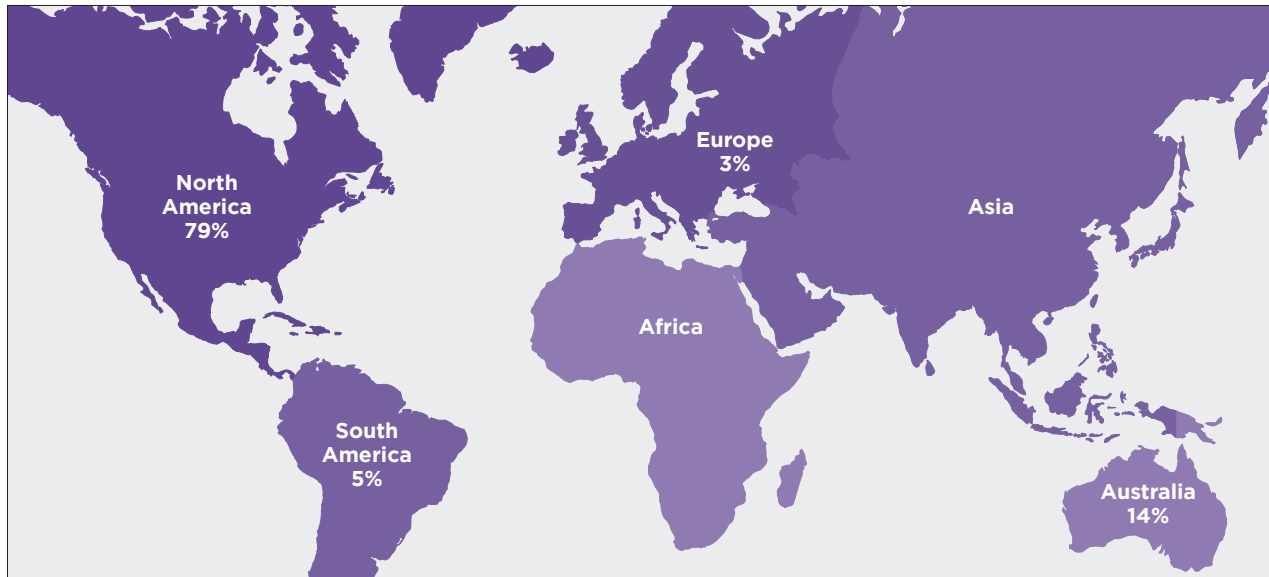 North
America
79%
Europe
3%
Asia
Africa
South
America
5%
Australia
14%